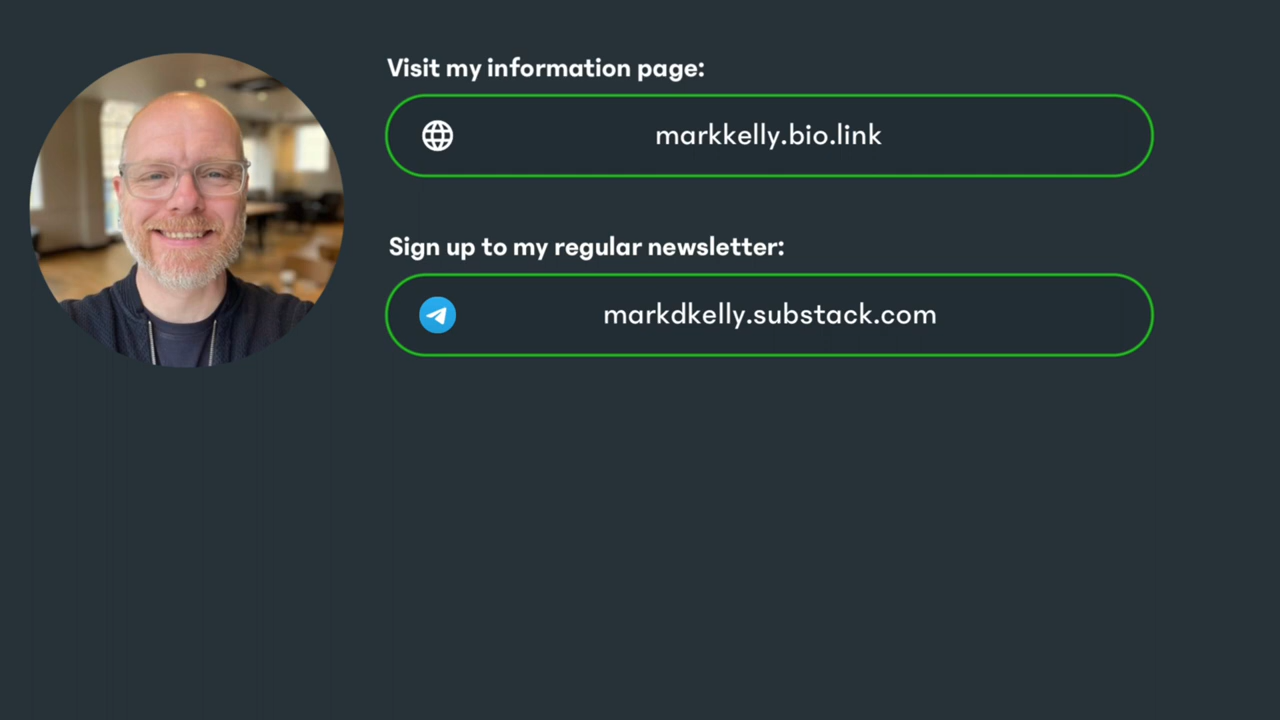 Visit my information page:
markkelly.bio.link
Sign up to my regular newsletter:
markdkelly.substack.com